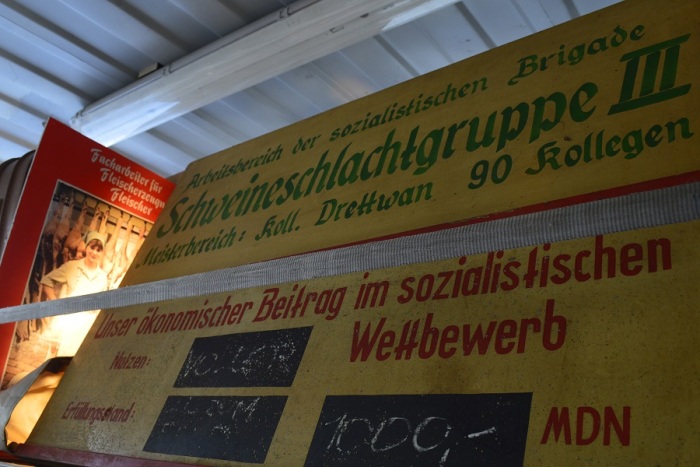 Facharbeiter für
Fleischerzeugn
Fleischer
Arbeitsbereich der sozialistischen Brigade
Schweineschlachtgruppe III
Meisterbereich: Koll. Drettwan 90 Kollegen
Unser ökonomischer Beitrag im sozialistischen
Wettbewerb
Nutzen:
Erfüllungsstand:
1000,- MDN